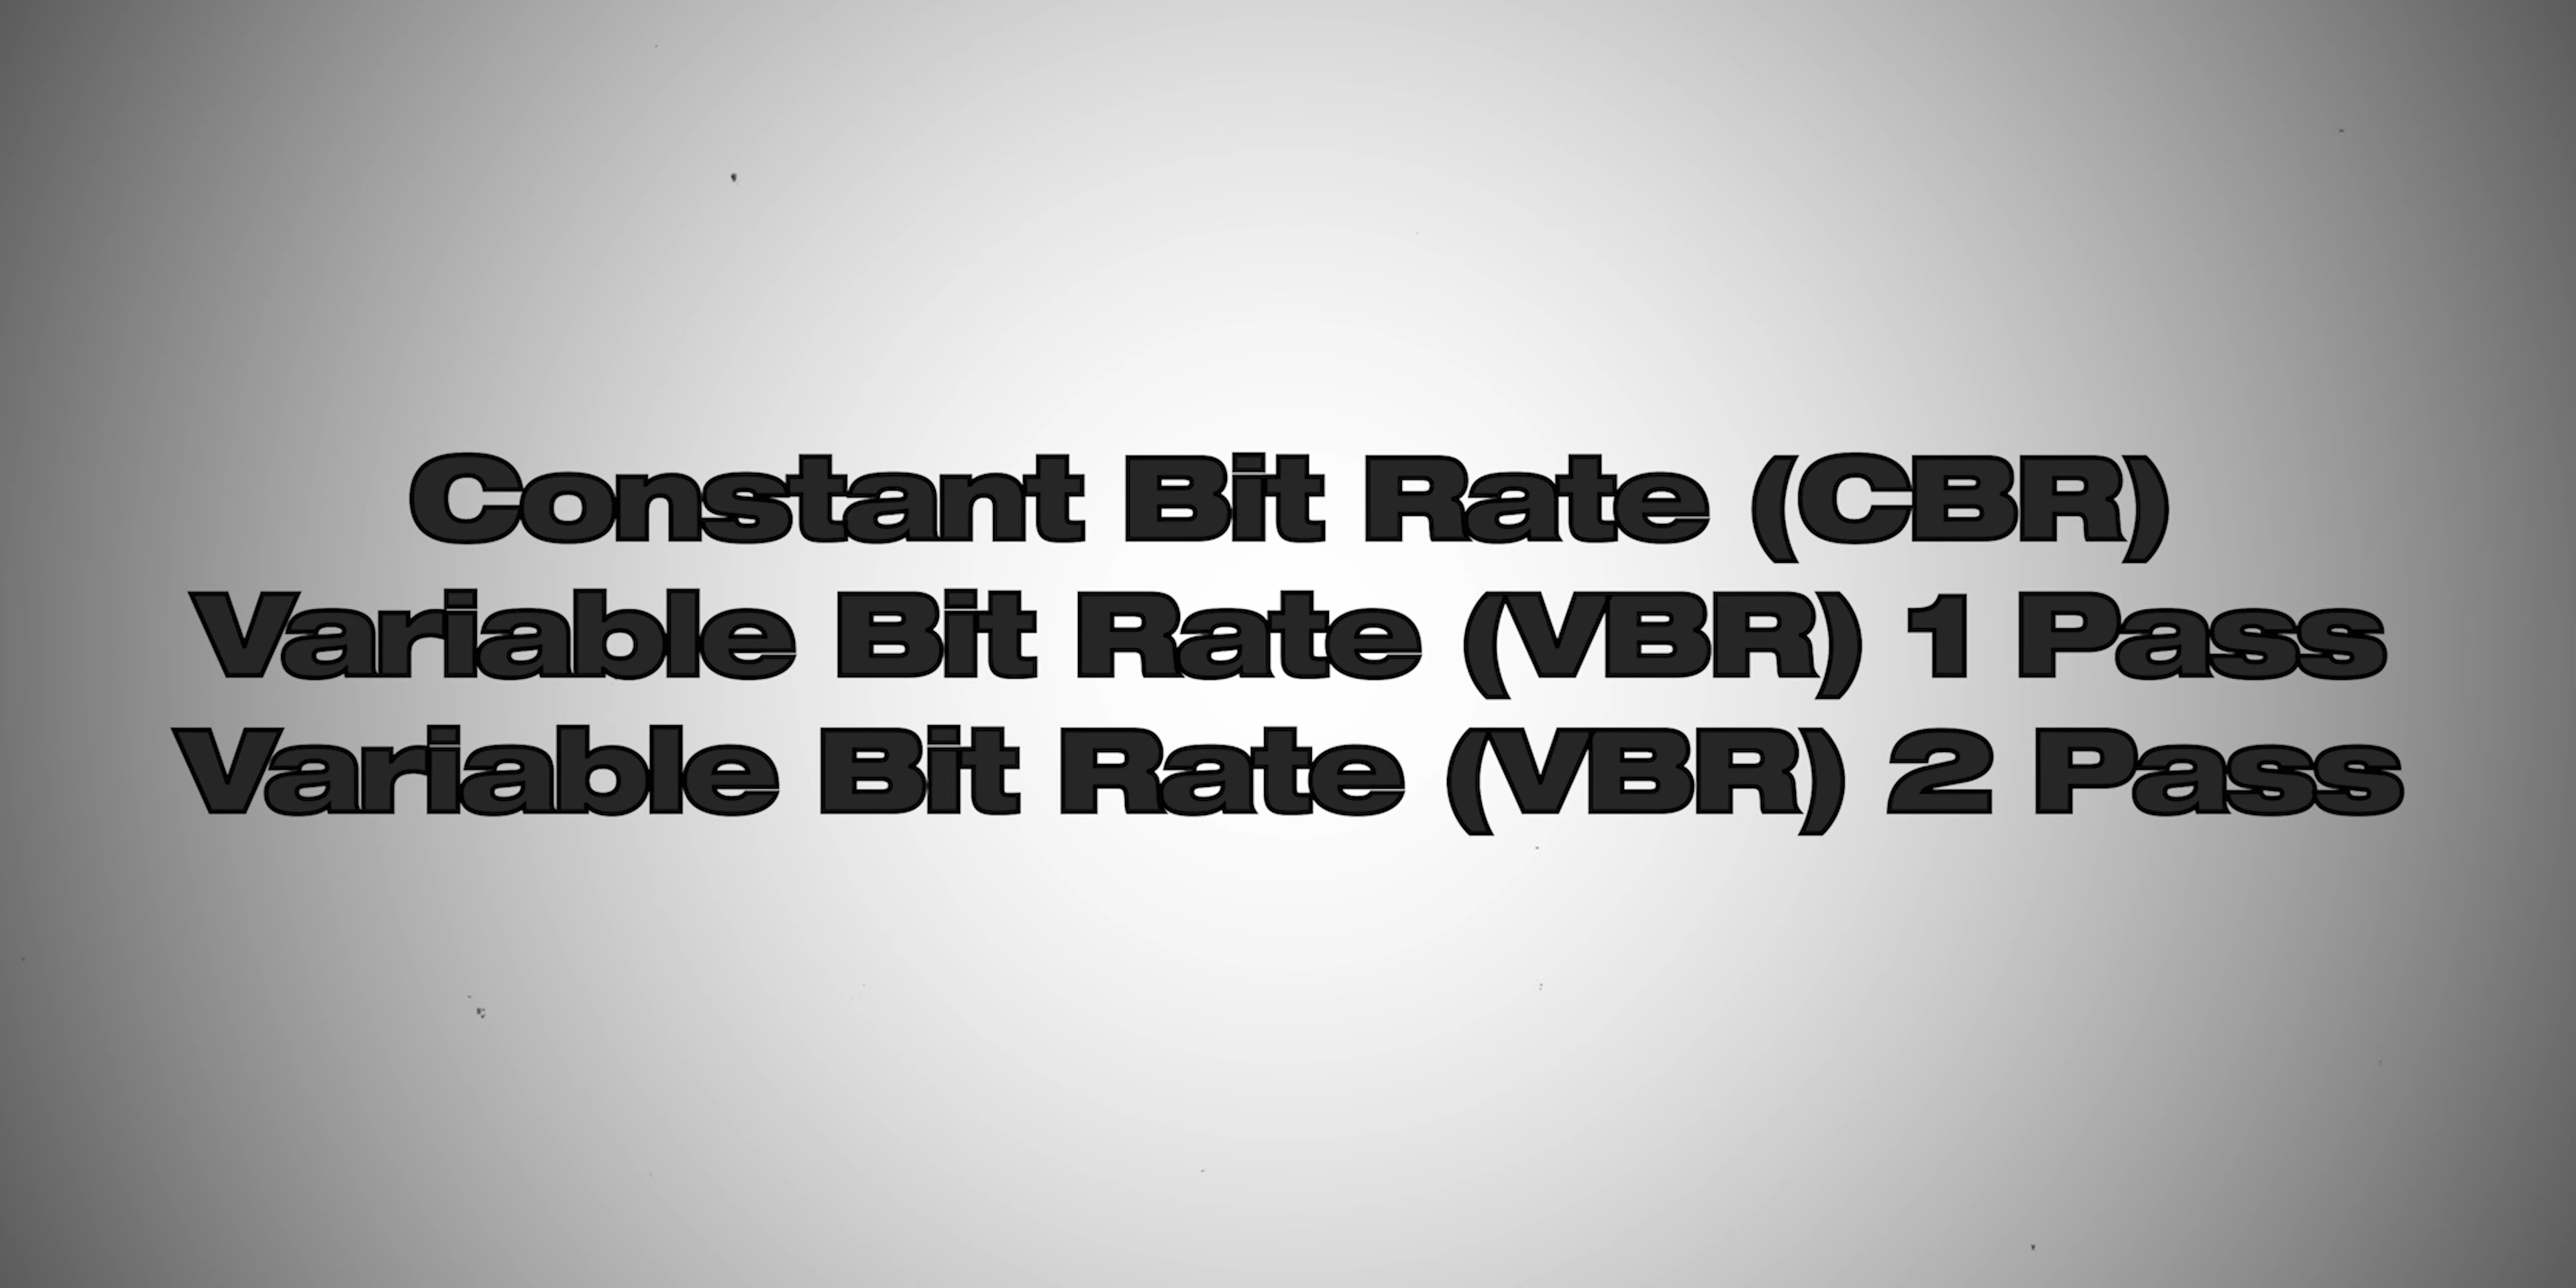 Constant Bit Rate (CBR)
Variable Bit Rate (VBR) 1 Pass
Variable Bit Rate (VBR) 2 Pass